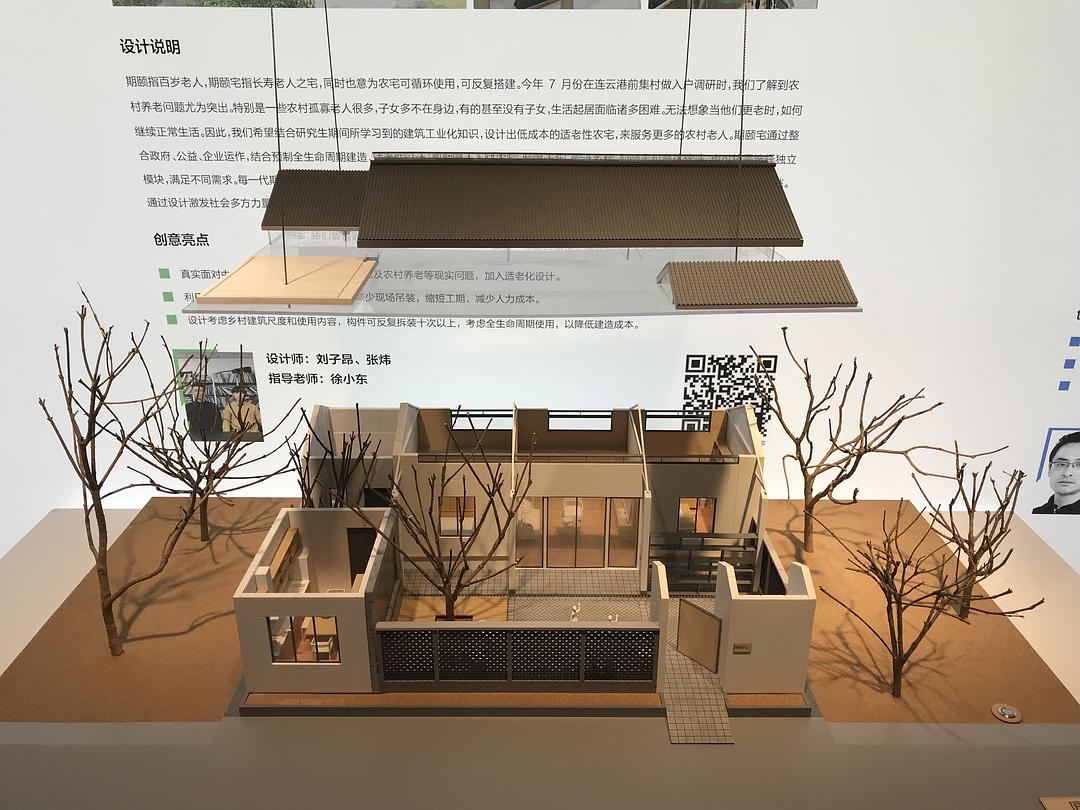 设计说明
期颐指百岁老人，期颐宅指长寿老人之宅，同时也意为农宅可循环使用，可反复搭建。今年 7 月份在连云港前集村做入户调研时，我们了解到农
村养老问题尤为突出。特别是一些农村孤寡老人很多，子女多不在身边，有的甚至没有子女，生活起居面临诸多困难。无法想象当他们更老时，如何
继续正常生活。因此，我们希望结合研究生期间所学习到的建筑工业化知识，设计出低成本的适老性农宅，来服务更多的农村老人。期颐宅通过整
合政府、公益、企业运作，结合预制全生命周期建造 独立
模块，满足不同需求。每一代
通过设计激发社会多方力
创意亮点
真实面对 及农村养老等现实问题，加入适老化设计。
少现场吊装，缩短工期、减少人力成本。
设计考虑乡村建筑尺度和使用内容，构件可反复拆装十次以上，考虑全生命周期使用，以降低建造成本。
设计师：刘子昂、张炜
指导老师：徐小东